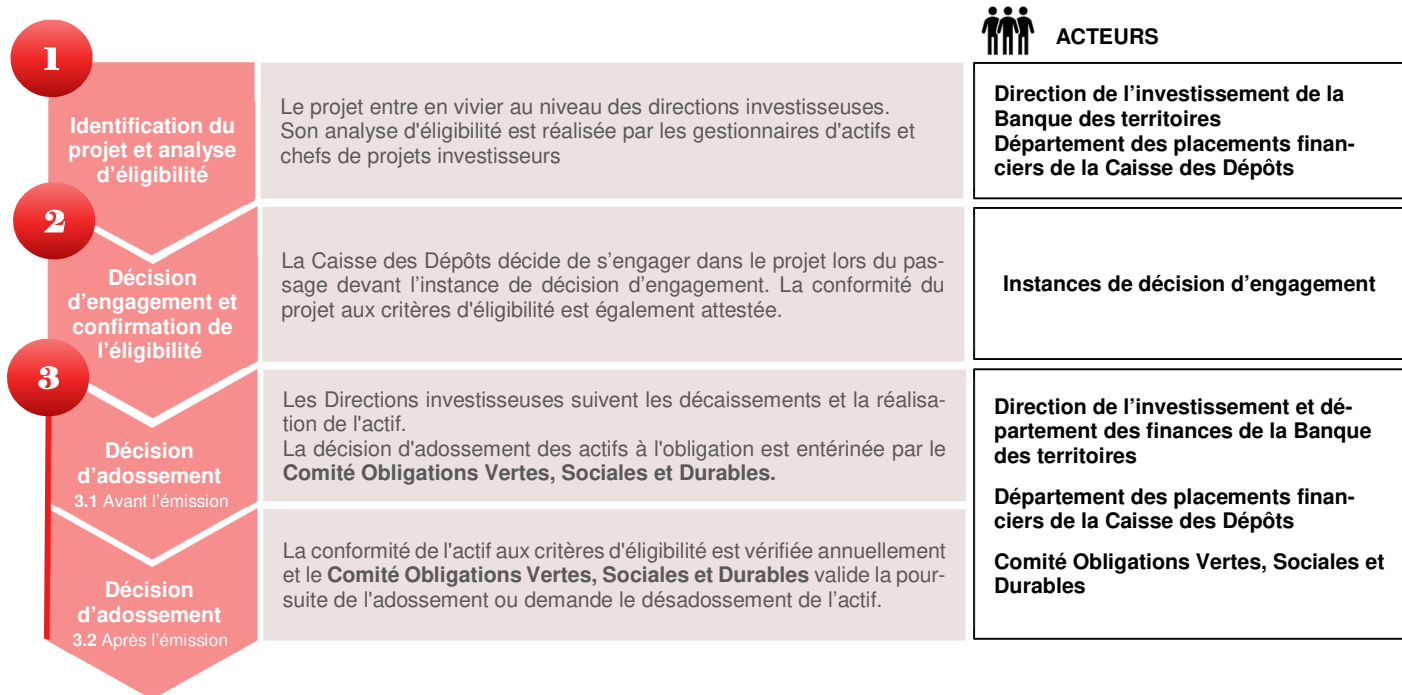 ACTEURS
1
Identification du
projet et analyse
d'éligibilité
Le projet entre en vivier au niveau des directions investisseuses.
Son analyse d'éligibilité est réalisée par les gestionnaires d'actifs et
chefs de projets investisseurs
Direction de l'investissement de la
Banque des territoires
Département des placements finan-
ciers de la Caisse des Dépôts
2
Décision
d'engagement et
confirmation de
l'éligibilité
La Caisse des Dépôts décide de s'engager dans le projet lors du pas-
sage devant l'instance de décision d'engagement. La conformité du
projet aux critères d'éligibilité est également attestée.
Instances de décision d'engagement
3
Décision
d'adossement
3.1 Avant l'émission
Les Directions investisseuses suivent les décaissements et la réalisa-
tion de l'actif.
La décision d'adossement des actifs à l'obligation est entérinée par le
Comité Obligations Vertes, Sociales et Durables.
Direction de l'investissement et dé-
partement des finances de la Banque
des territoires
Département des placements finan-
ciers de la Caisse des Dépôts
Comité Obligations Vertes, Sociales et
Durables
Décision
d'adossement
3.2 Après l'émission
La conformité de l'actif aux critères d'éligibilité est vérifiée annuellement
et le Comité Obligations Vertes, Sociales et Durables valide la pour-
suite de l'adossement ou demande le désadossement de l'actif.